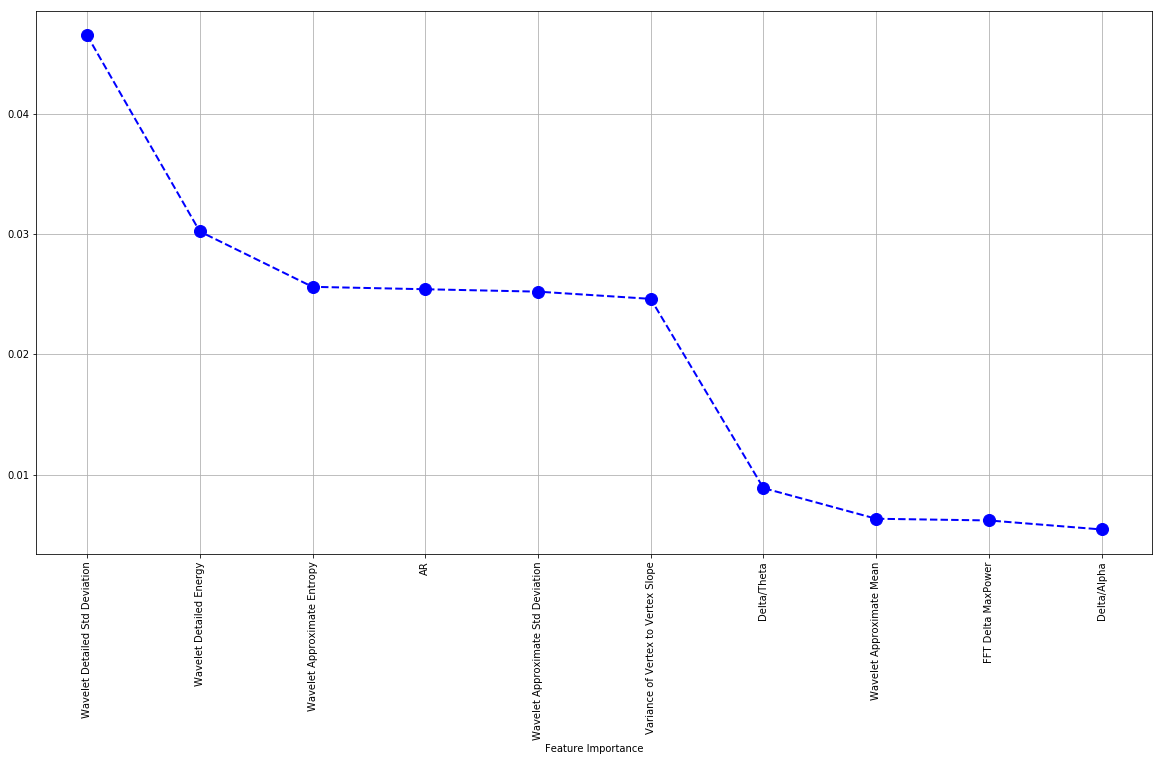 0.04
0.03
0.02
0.01
Wavelet Detailed Std Deviation
Wavelet Detailed Energy
Wavelet Approximate Entropy
AR
Wavelet Approximate Std Deviation
Variance of Vertex to Vertex Slope
Delta/Theta
Wavelet Approximate Mean
FFT Delta MaxPower
Delta/Alpha
Feature Importance